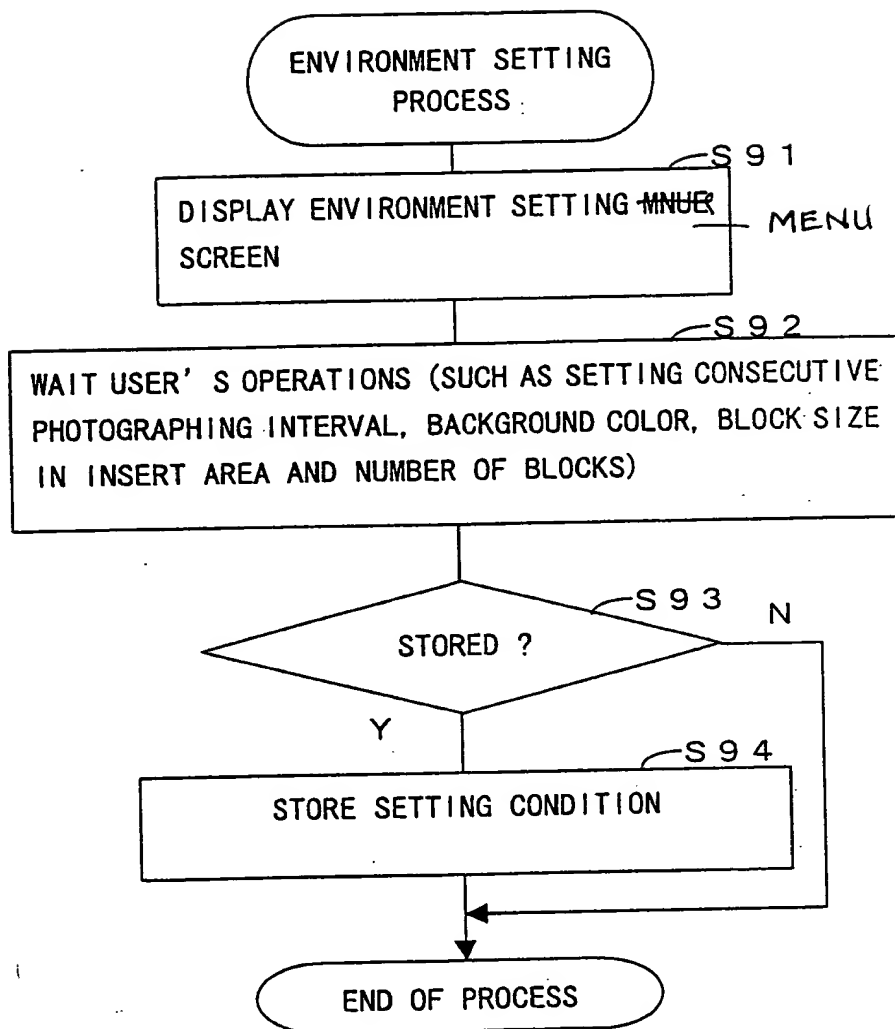 ENVIRONMENT SETTING
PROCESS
S91
DISPLAY ENVIRONMENT SETTING MNUE
MENU
SCREEN
S92
WAIT USER'S OPERATIONS (SUCH AS SETTING CONSECUTIVE
PHOTOGRAPHING INTERVAL, BACKGROUND COLOR, BLOCK SIZE
IN INSERT AREA AND NUMBER OF BLOCKS)
S93
N
STORED ?
Y
S94
STORE SETTING CONDITION
END OF PROCESS